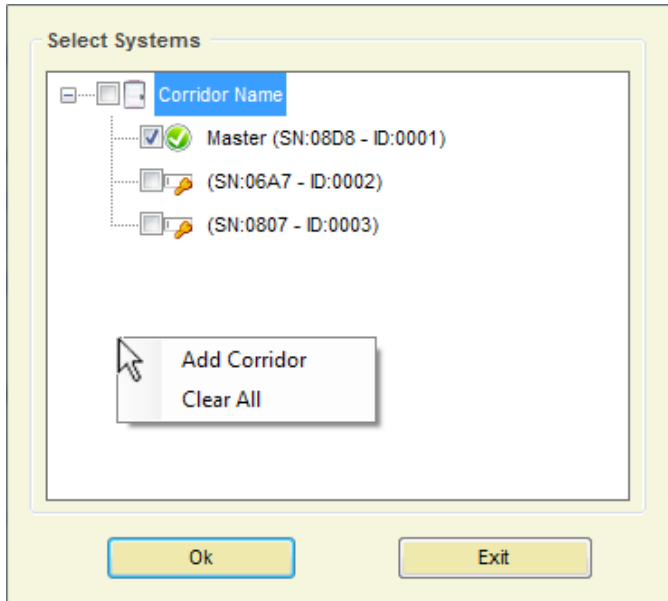 Select Systems
Corridor Name
Master (SN:08D8 - ID:0001)
(SN:06A7 - ID:0002)
(SN:0807 - ID:0003)
Add Corridor
Clear All
Ok
Exit